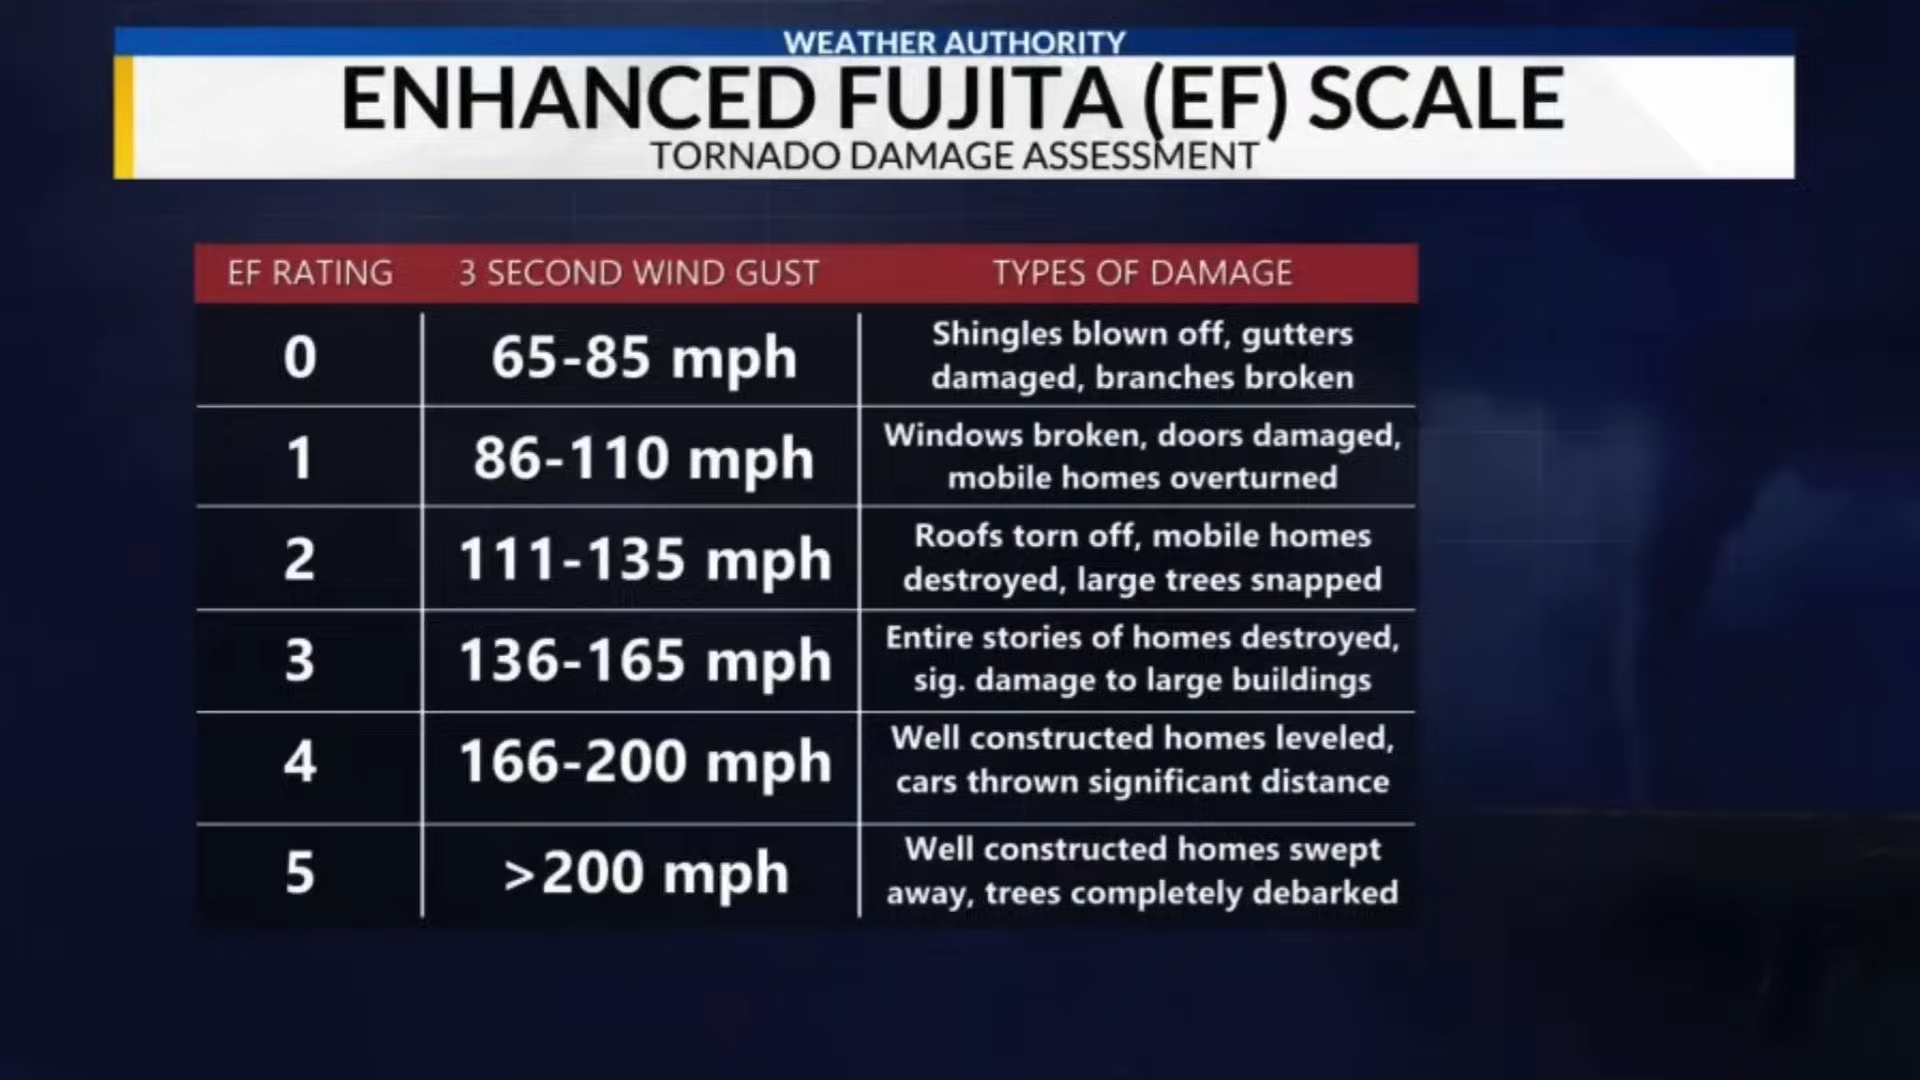 WEATHER AUTHORITY
ENHANCED FUJITA (EF) SCALE
TORNADO DAMAGE ASSESSMENT
EF RATING 3 SECOND WIND GUST TYPES OF DAMAGE
0 65-85 mph Shingles blown off, gutters
damaged, branches broken
1 86-110 mph Windows broken, doors damaged,
mobile homes overturned
2 111-135 mph Roofs torn off, mobile homes
destroyed, large trees snapped
3 136-165 mph Entire stories of homes destroyed,
sig. damage to large buildings
4 166-200 mph Well constructed homes leveled,
cars thrown significant distance
5 >200 mph Well constructed homes swept
away, trees completely debarked